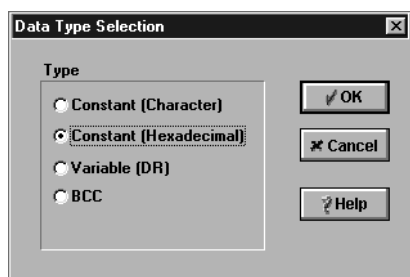 Data Type Selection
Type
Constant (Character)
Constant (Hexadecimal)
Variable (DR)
BCC
OK
Cancel
Help